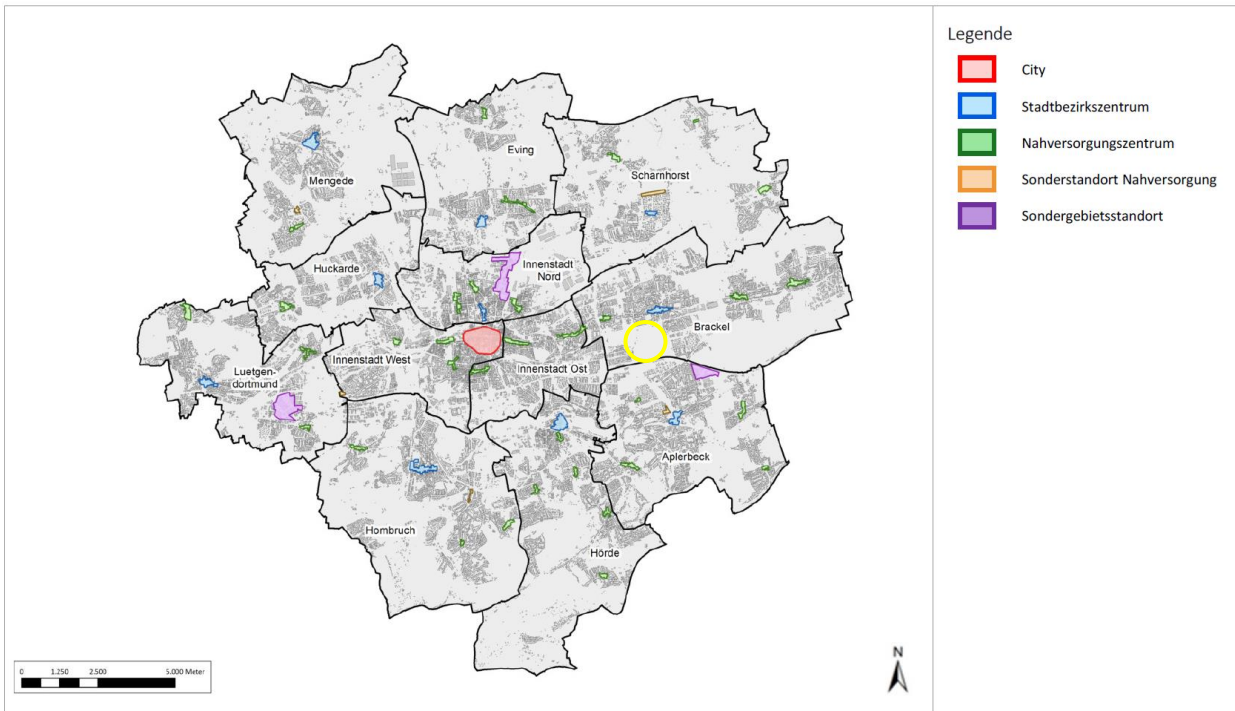 Legende
City
Stadtbezirkszentrum
Nahversorgungszentrum
Sonderstandort Nahversorgung
Sondergebietsstandort
Eving
Scharnhorst
Mengede
Huckarde
Innenstadt
Nord
Brackel
Innenstadt West
Innenstadt Ost
Luetgen-
dortmund
Aplerbeck
Hombruch
Hörde
0 1.250 2.500 5.000 Meter
N